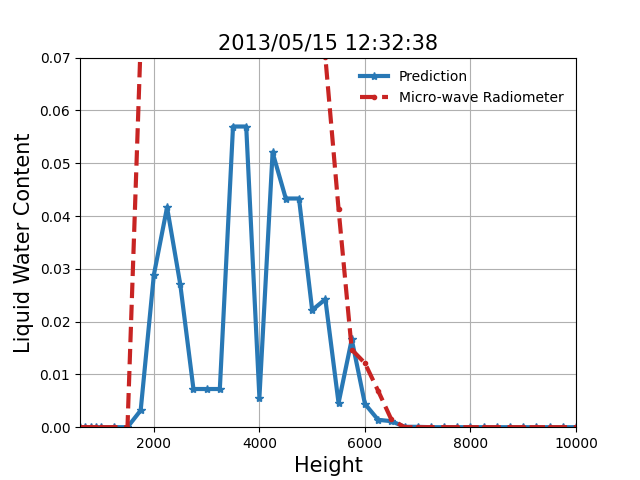 2013/05/15 12:32:38
Prediction
Micro-wave Radiometer
0.07
0.06
0.05
0.04
0.03
0.02
0.01
0.00
Liquid Water Content
2000 4000 6000 8000 10000
Height